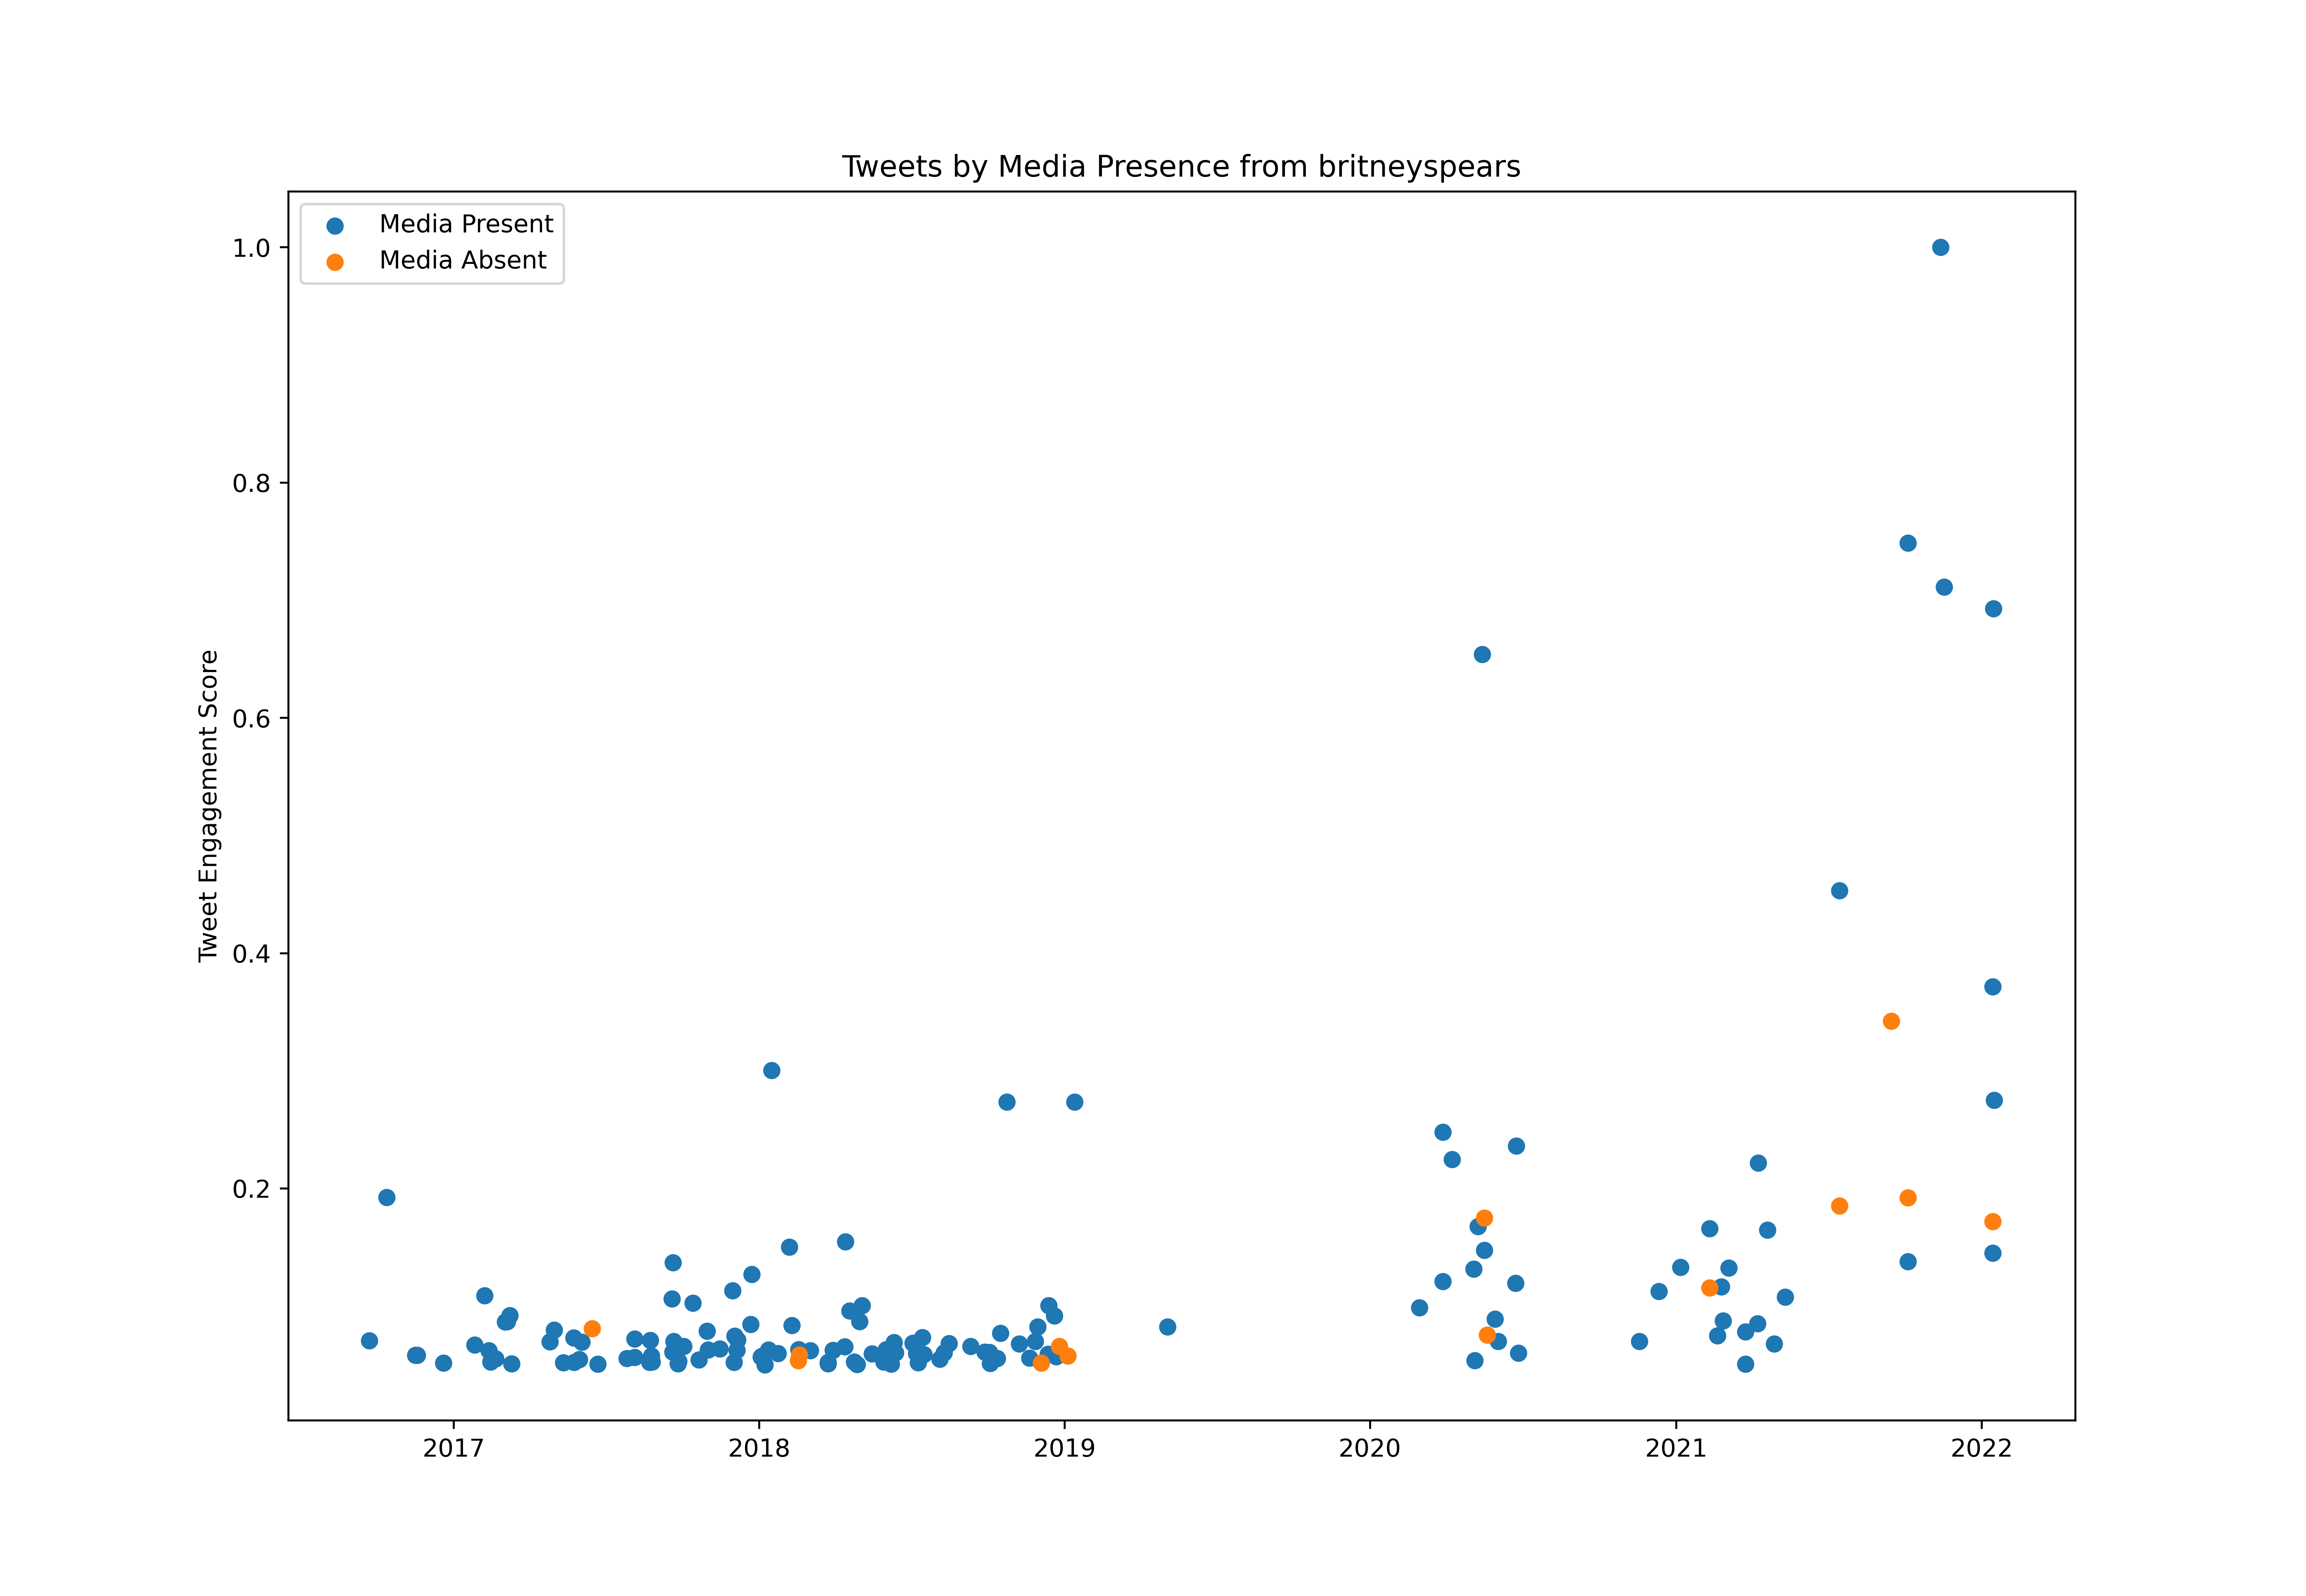 Tweets by Media Presence from britneyspears
Media Present
Media Absent
Tweet Engagement Score
1.0
0.8
0.6
0.4
0.2
2017 2018 2019 2020 2021 2022